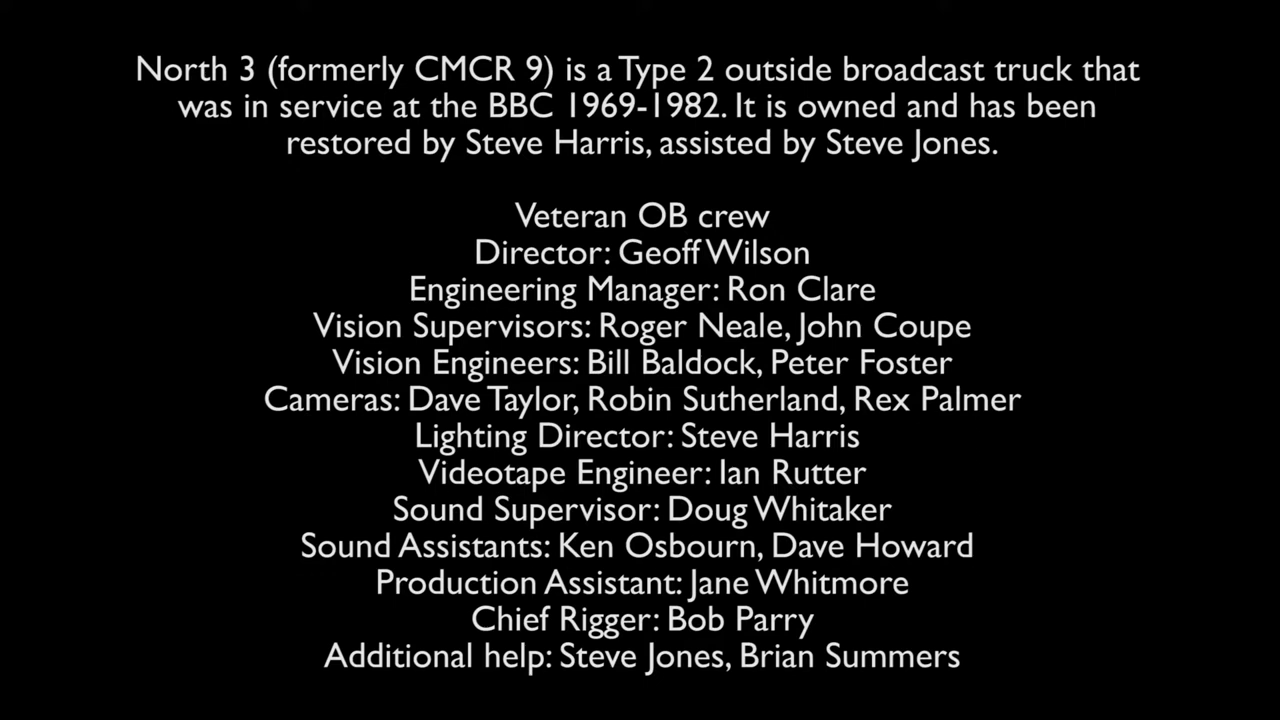 North 3 (formerly CMCR 9) is a Type 2 outside broadcast truck that
was in service at the BBC 1969-1982. It is owned and has been
restored by Steve Harris, assisted by Steve Jones.
Veteran OB crew
Director: Geoff Wilson
Engineering Manager: Ron Clare
Vision Supervisors: Roger Neale, John Coupe
Vision Engineers: Bill Baldock, Peter Foster
Cameras: Dave Taylor, Robin Sutherland, Rex Palmer
Lighting Director: Steve Harris
Videotape Engineer: Ian Rutter
Sound Supervisor: Doug Whitaker
Sound Assistants: Ken Osbourn, Dave Howard
Production Assistant: Jane Whitmore
Chief Rigger: Bob Parry
Additional help: Steve Jones, Brian Summers